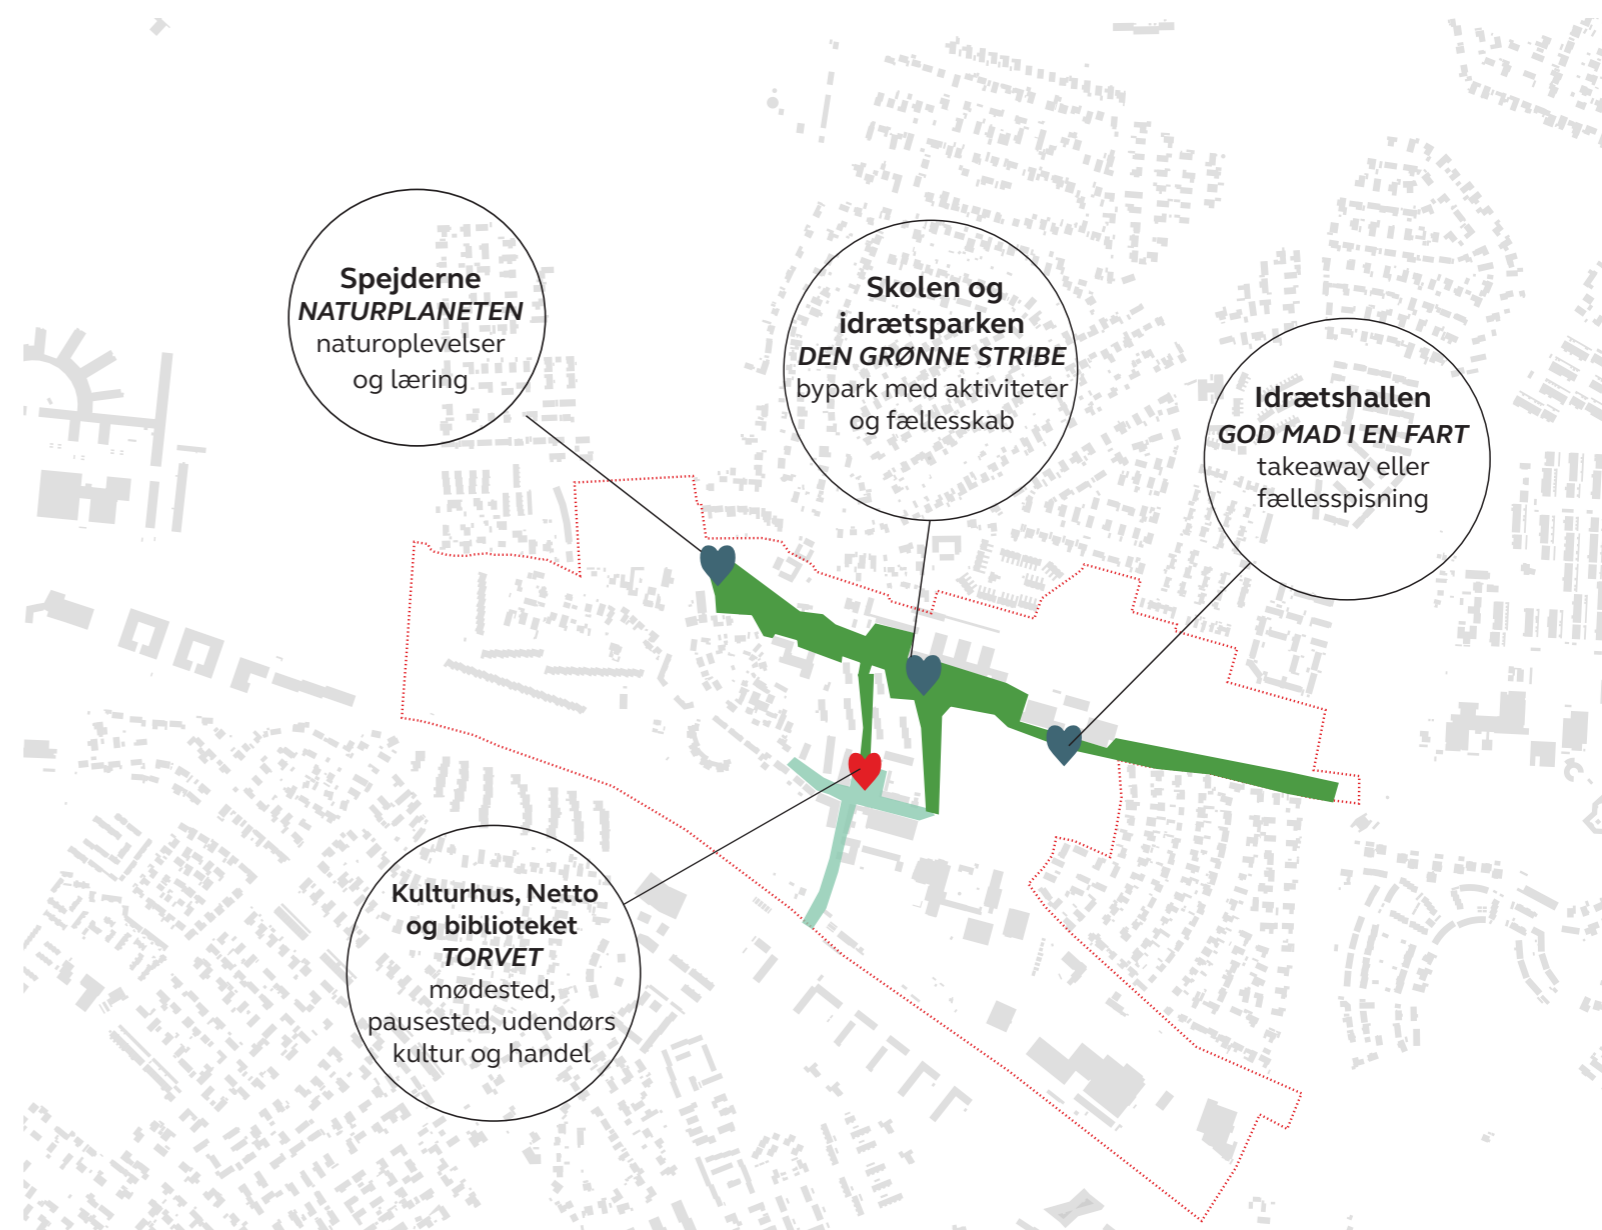 Spejderne
NATURPLANETEN
naturoplevelser
og læring
Skolen og
idrætsparken
DEN GRØNNE STRIBE
bypark med aktiviteter
og fællesskab
Idrætshallen
GOD MAD I EN FART
takeaway eller
fællesspisning
Kulturhus, Netto
og biblioteket
TORVET
mødested,
pausested, udendørs
kultur og handel